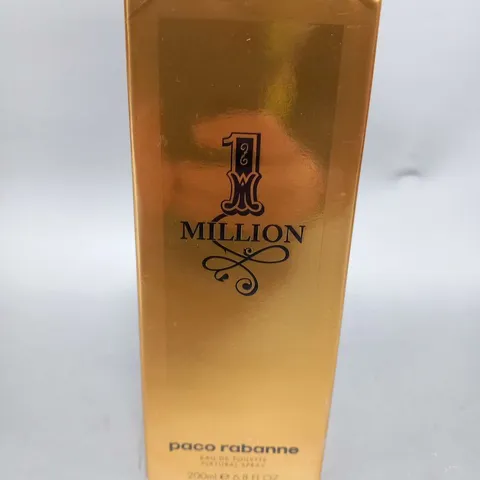 1
MILLION
paco rabanne
EAU DE TOILETTE
NATURAL SPRAY
200ml e 6.8 FL OZ